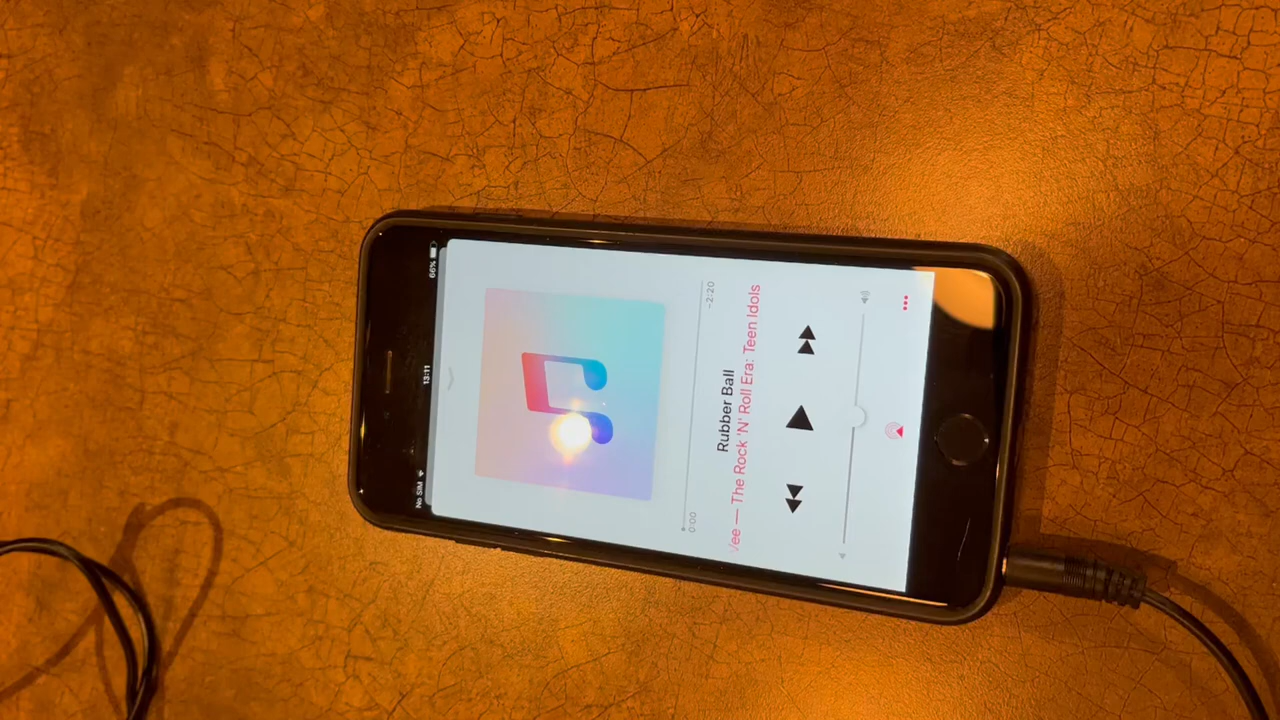 No SIM 13:11 66%
0:00 -2:20
Rubber Ball
Vee — The Rock 'N' Roll Era: Teen Idols